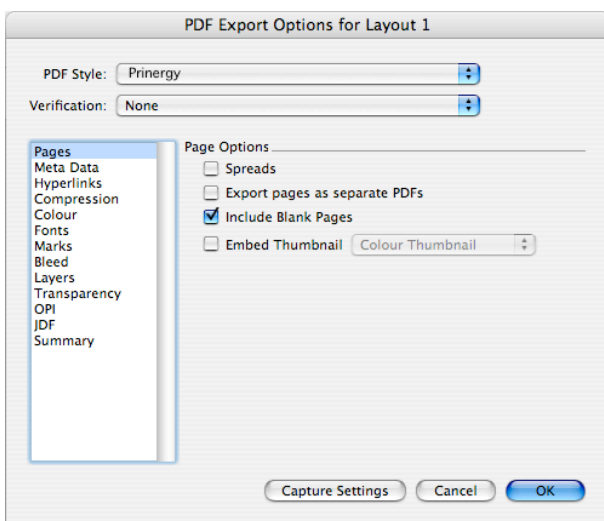 PDF Export Options for Layout 1
PDF Style: Prinergy
Verification: None
Pages
Meta Data
Hyperlinks
Compression
Colour
Fonts
Marks
Bleed
Layers
Transparency
OPI
JDF
Summary
Page Options
Spreads
Export pages as separate PDFs
Include Blank Pages
Embed Thumbnail Colour Thumbnail
Capture Settings Cancel OK